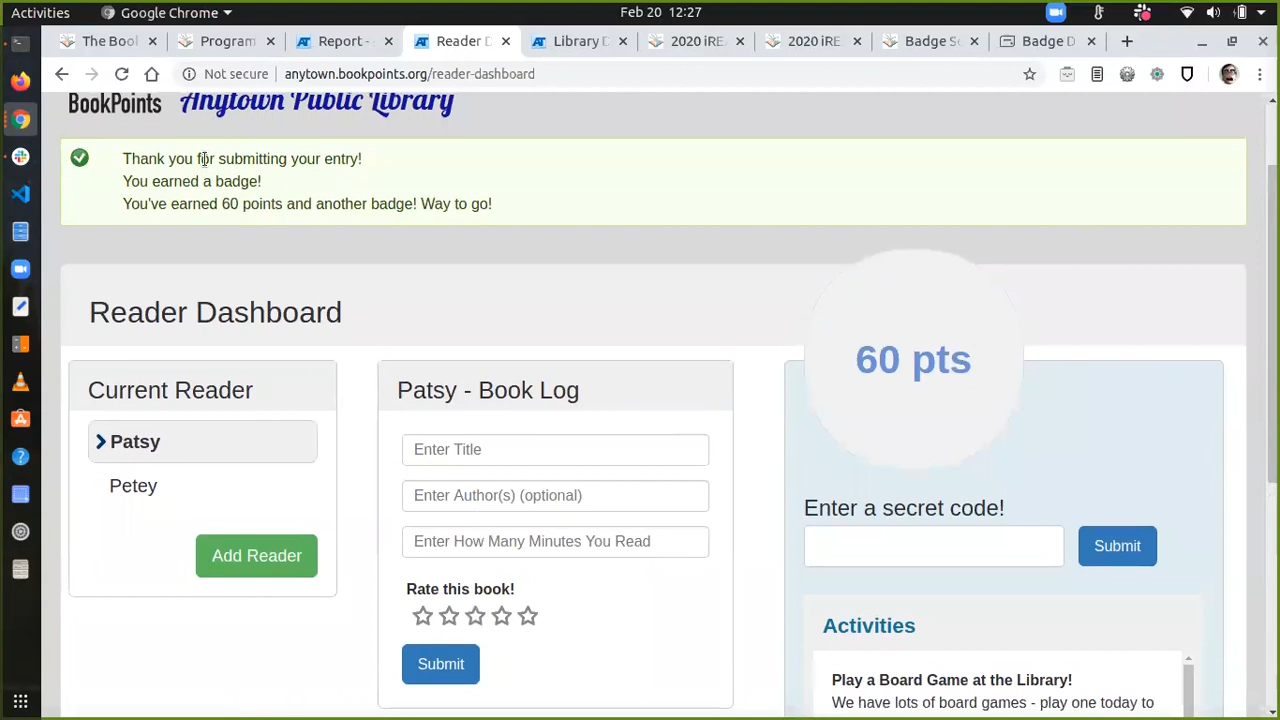 Activities
Google Chrome
Feb 20 12:27
The Bool
Program
Report -
Reader D
Library D
2020 iRE
2020 iRE
Badge S
Badge D
Not secure
anytown.bookpoints.org/reader-dashboard
BookPoints
Anytown Public Library
Thank you for submitting your entry!
You earned a badge!
You've earned 60 points and another badge! Way to go!
Reader Dashboard
60 pts
Current Reader
Patsy
Petey
Add Reader
Patsy - Book Log
Enter Title
Enter Author(s) (optional)
Enter How Many Minutes You Read
Rate this book!
Submit
Enter a secret code!
Submit
Activities
Play a Board Game at the Library!
We have lots of board games - play one today to